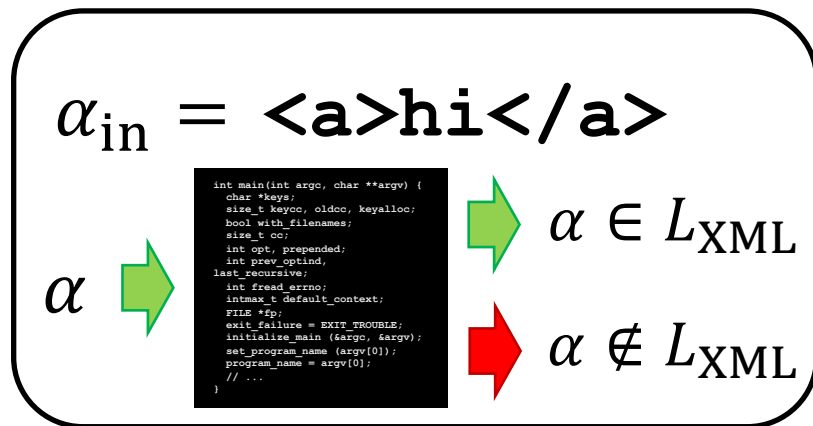 α_in = <a>hi</a>
int main(int argc, char **argv) {
char *keys;
size_t keycc, oldcc, keyalloc;
bool with_filenames;
size_t cc;
int opt, prepended;
int prev_optind,
last_recursive;
int fread_errno;
intmax_t default_context;
FILE *fp;
exit_failure = EXIT_TROUBLE;
initialize_main (&argc, &argv);
set_program_name (argv[0]);
program_name = argv[0];
// ...
}
α
α ∈ L_XML
α ∉ L_XML